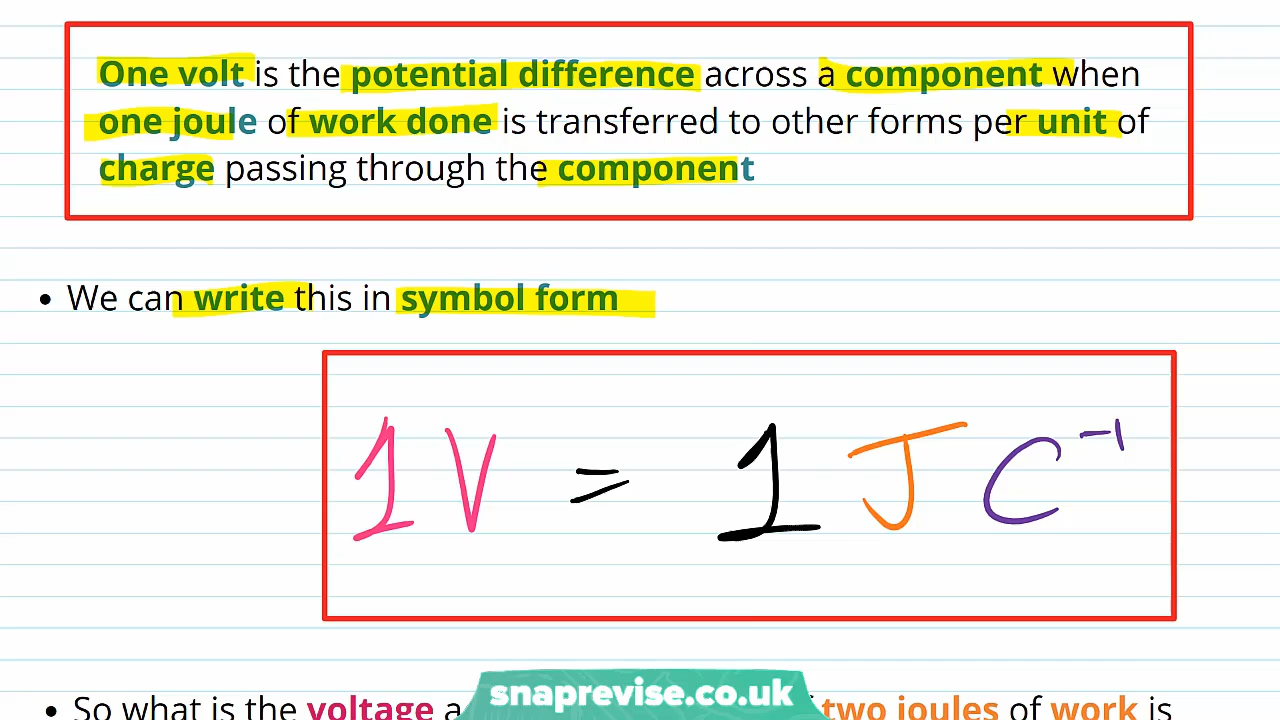 One volt is the potential difference across a component when
one joule of work done is transferred to other forms per unit of
charge passing through the component
• We can write this in symbol form
1 V = 1 J C⁻¹
• So what is the voltage a two joules of work is
snaprevise.co.uk